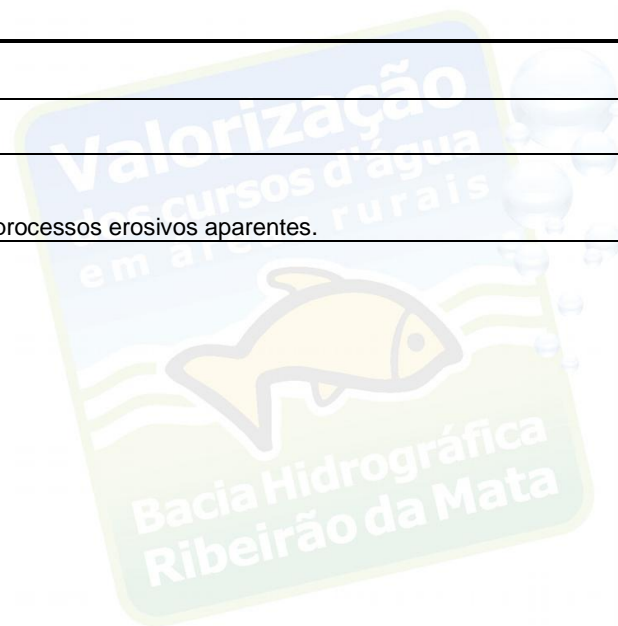 Valorização
dos cursos d'água
em áreas rurais
processos erosivos aparentes.
Bacia Hidrográfica
Ribeirão da Mata